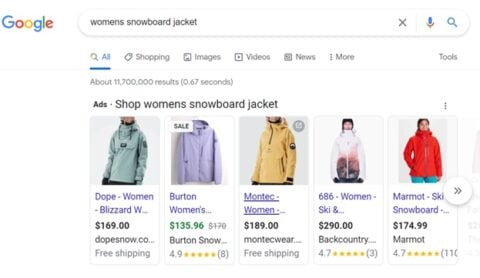 Google
womens snowboard jacket
All
Shopping
Images
Videos
News
More
Tools
About 11,700,000 results (0.67 seconds)
Ads · Shop womens snowboard jacket
SALE
Dope - Women
- Blizzard W...
$169.00
dopesnow.co...
Free shipping
Burton
Women's...
$135.96 $170
Burton Snow...
4.9 (8)
Montec -
Women -...
$189.00
montecwear....
Free shipping
686 - Women -
Ski &...
$290.00
Backcountry....
4.7 (3)
Marmot - Ski
Snowboard -...
$174.99
Marmot
4.7 (110